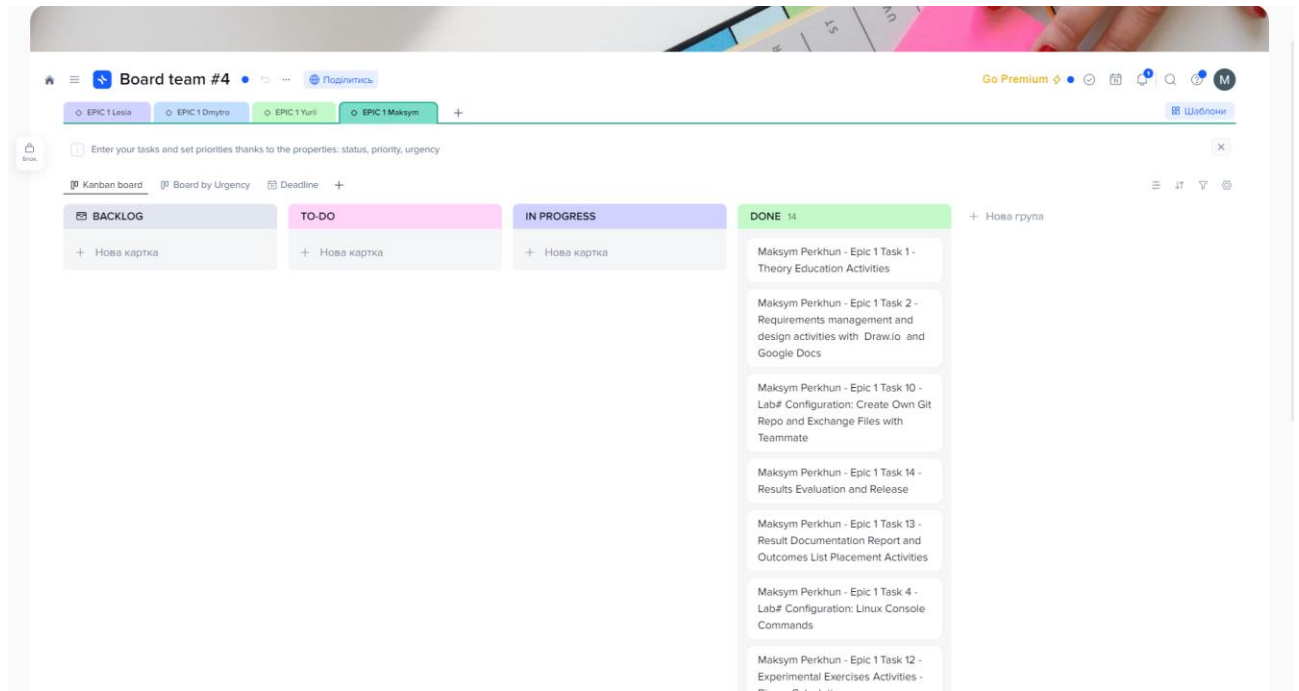 ST
Board team #4
Поділитись
Go Premium
M
EPIC 1 Lesia
EPIC 1 Dmytro
EPIC 1 Yurii
EPIC 1 Maksym
Шаблони
Enter your tasks and set priorities thanks to the properties: status, priority, urgency
Блок.
Kanban board
Board by Urgency
Deadline
BACKLOG
TO-DO
IN PROGRESS
DONE 14
+ Нова група
+ Нова картка
+ Нова картка
+ Нова картка
Maksym Perkhun - Epic 1 Task 1 -
Theory Education Activities
Maksym Perkhun - Epic 1 Task 2 -
Requirements management and
design activities with Draw.io and
Google Docs
Maksym Perkhun - Epic 1 Task 10 -
Lab# Configuration: Create Own Git
Repo and Exchange Files with
Teammate
Maksym Perkhun - Epic 1 Task 14 -
Results Evaluation and Release
Maksym Perkhun - Epic 1 Task 13 -
Result Documentation Report and
Outcomes List Placement Activities
Maksym Perkhun - Epic 1 Task 4 -
Lab# Configuration: Linux Console
Commands
Maksym Perkhun - Epic 1 Task 12 -
Experimental Exercises Activities -